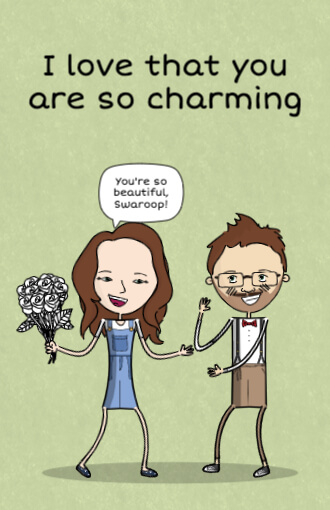 I love that you
are so charming
You're so
beautiful,
Swaroop!